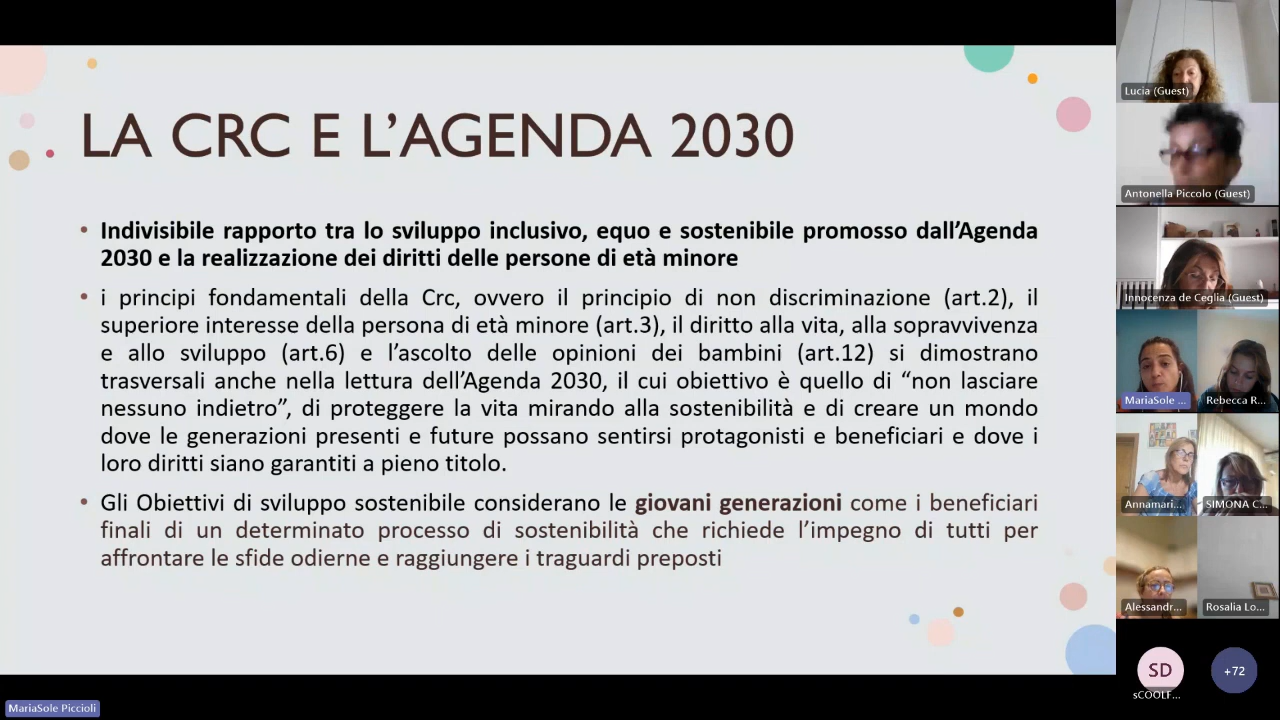 LA CRC E L'AGENDA 2030
• Indivisibile rapporto tra lo sviluppo inclusivo, equo e sostenibile promosso dall'Agenda
2030 e la realizzazione dei diritti delle persone di età minore
• i principi fondamentali della Crc, ovvero il principio di non discriminazione (art.2), il
superiore interesse della persona di età minore (art.3), il diritto alla vita, alla sopravvivenza
e allo sviluppo (art.6) e l'ascolto delle opinioni dei bambini (art.12) si dimostrano
trasversali anche nella lettura dell'Agenda 2030, il cui obiettivo è quello di "non lasciare
nessuno indietro", di proteggere la vita mirando alla sostenibilità e di creare un mondo
dove le generazioni presenti e future possano sentirsi protagonisti e beneficiari e dove i
loro diritti siano garantiti a pieno titolo.
• Gli Obiettivi di sviluppo sostenibile considerano le giovani generazioni come i beneficiari
finali di un determinato processo di sostenibilità che richiede l'impegno di tutti per
affrontare le sfide odierne e raggiungere i traguardi preposti
MariaSole Piccioli
Lucia (Guest)
Antonella Piccolo (Guest)
Innocenza de Ceglia (Guest)
MariaSole ...
Rebecca R...
Annamari...
SIMONA C...
Alessandr...
Rosalia Lo...
SD
sCOOLF...
+72